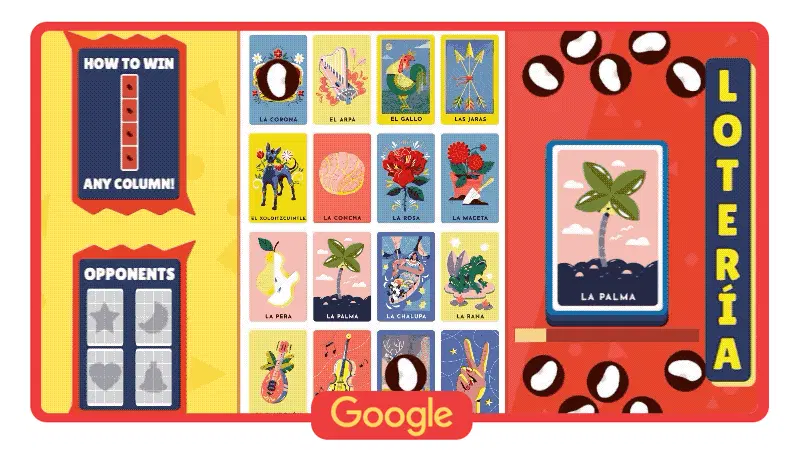 HOW TO WIN
ANY COLUMN!
OPPONENTS
LA CORONA
EL ARPA
EL GALLO
LAS JARAS
EL XOLOITZCUINTLE
LA CONCHA
LA ROSA
LA MACETA
LA PERA
LA PALMA
LA CHALUPA
LA RANA
LA PALMA
LOTERÍA
Google